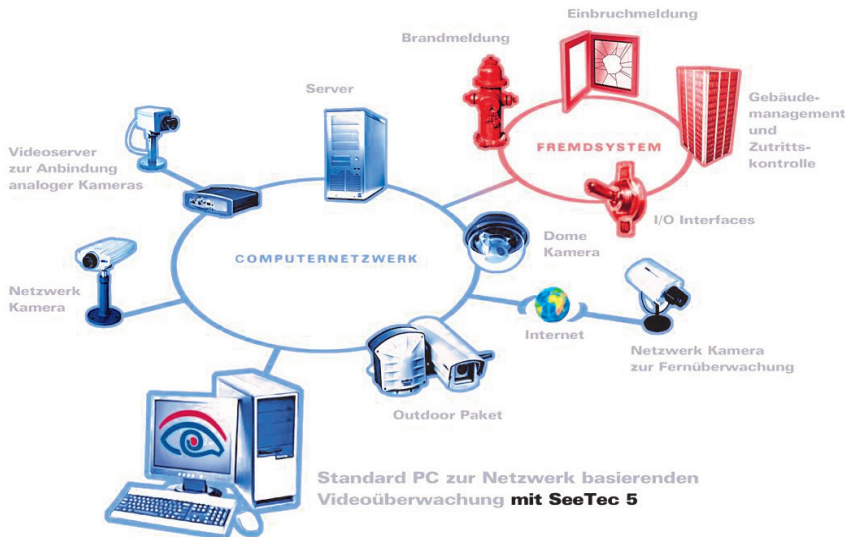 Einbruchmeldung
Brandmeldung
Server
Gebäude-
management
und
Zutritts-
kontrolle
FREMDSYSTEM
Videoserver
zur Anbindung
analoger Kameras
I/O Interfaces
Dome
Kamera
COMPUTERNETZWERK
Netzwerk
Kamera
Internet
Netzwerk Kamera
zur Fernüberwachung
Outdoor Paket
Standard PC zur Netzwerk basierenden
Videoüberwachung mit SeeTec 5